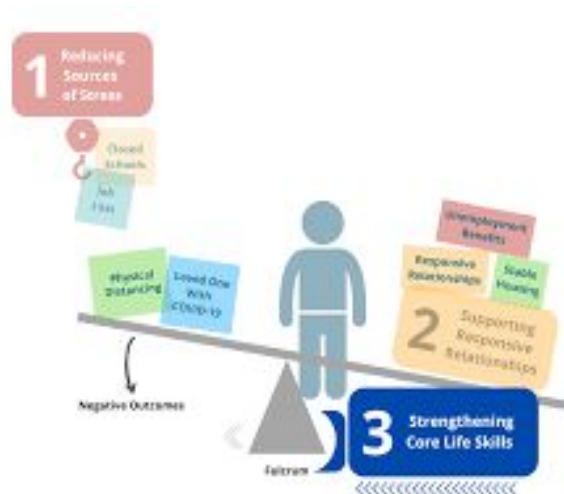 1
Reducing
Sources
of Stress
Closed
Schools
Job
Loss
Physical
Distancing
Loved One
With
COVID-19
Unemployment
Benefits
Responsive
Relationships
Stable
Housing
2
Supporting
Responsive
Relationships
Negative Outcomes
3
Strengthening
Core Life Skills
Fulcrum